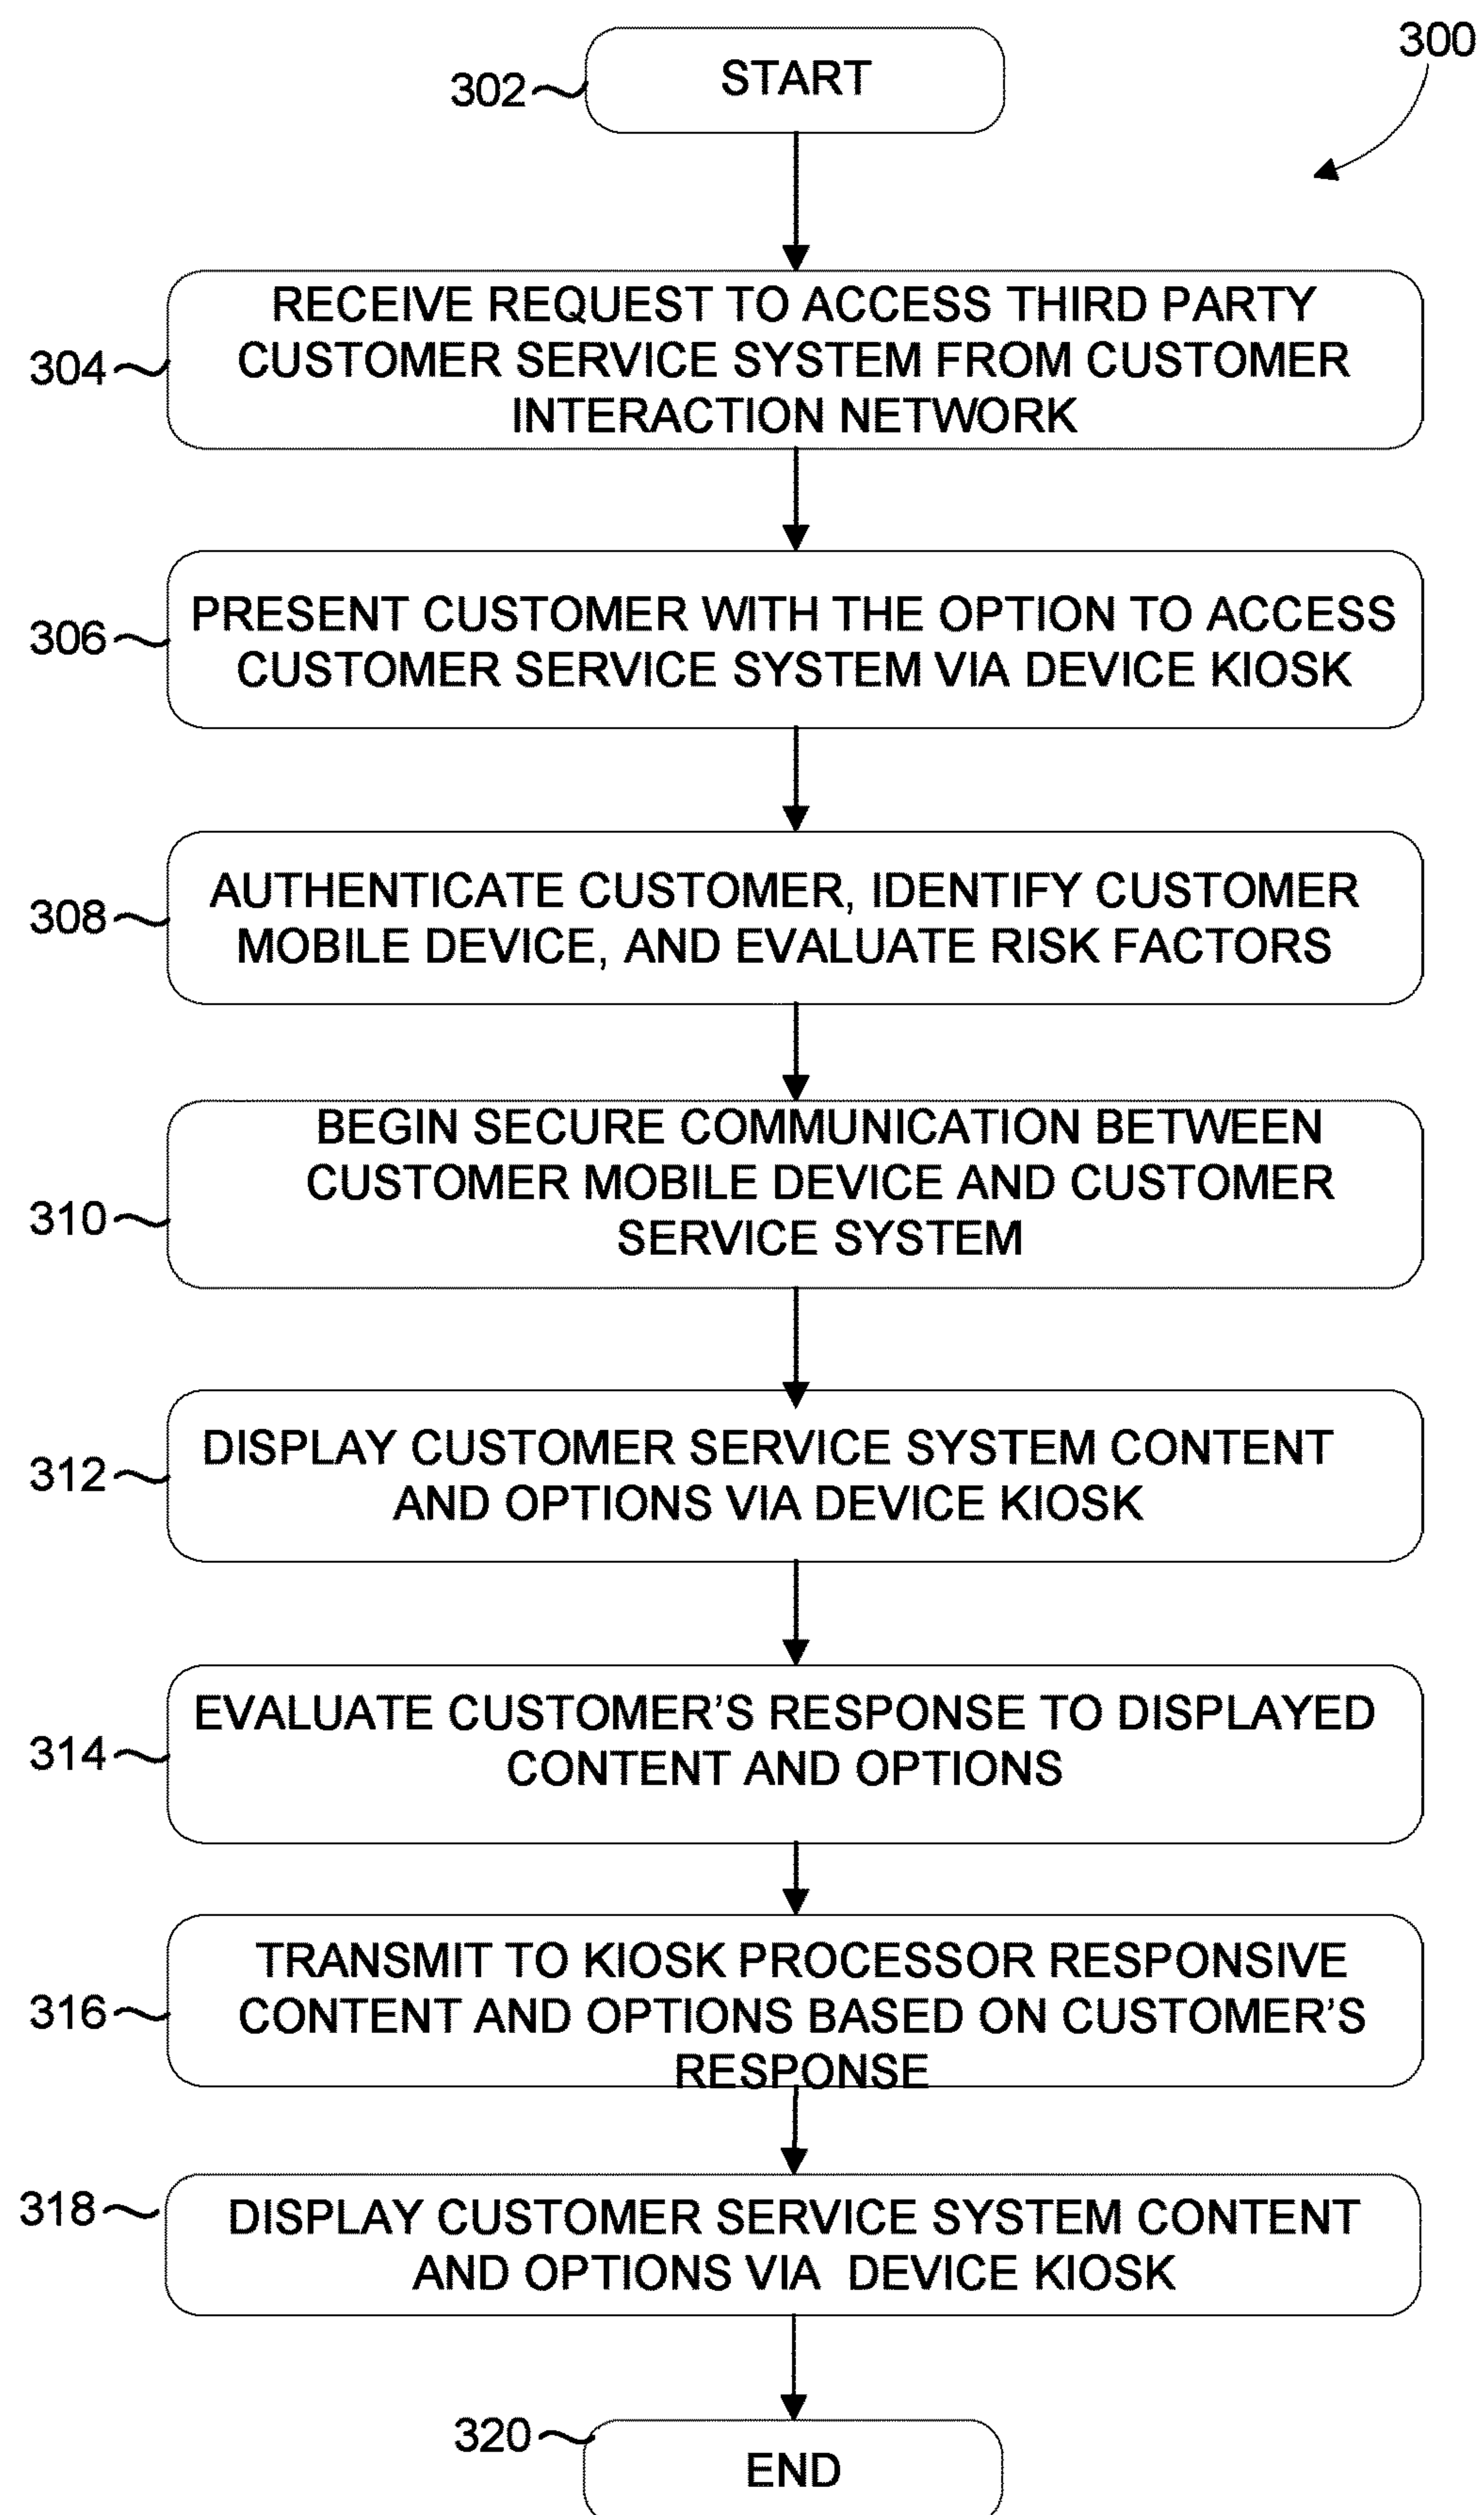 300
302
START
304
RECEIVE REQUEST TO ACCESS THIRD PARTY
CUSTOMER SERVICE SYSTEM FROM CUSTOMER
INTERACTION NETWORK
306
PRESENT CUSTOMER WITH THE OPTION TO ACCESS
CUSTOMER SERVICE SYSTEM VIA DEVICE KIOSK
308
AUTHENTICATE CUSTOMER, IDENTIFY CUSTOMER
MOBILE DEVICE, AND EVALUATE RISK FACTORS
310
BEGIN SECURE COMMUNICATION BETWEEN
CUSTOMER MOBILE DEVICE AND CUSTOMER
SERVICE SYSTEM
312
DISPLAY CUSTOMER SERVICE SYSTEM CONTENT
AND OPTIONS VIA DEVICE KIOSK
314
EVALUATE CUSTOMER’S RESPONSE TO DISPLAYED
CONTENT AND OPTIONS
316
TRANSMIT TO KIOSK PROCESSOR RESPONSIVE
CONTENT AND OPTIONS BASED ON CUSTOMER’S
RESPONSE
318
DISPLAY CUSTOMER SERVICE SYSTEM CONTENT
AND OPTIONS VIA DEVICE KIOSK
320
END